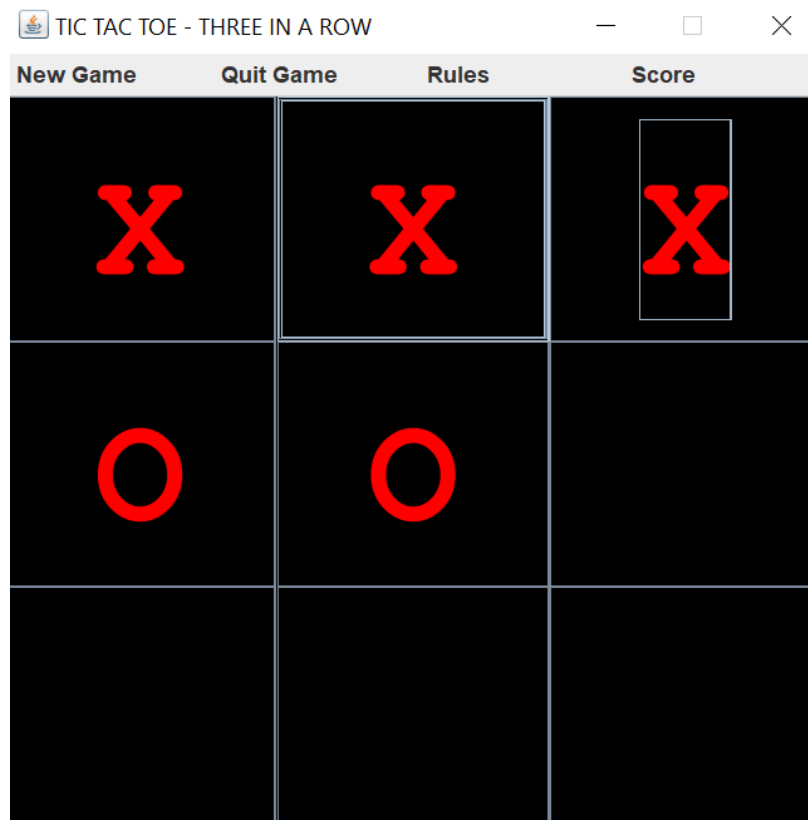 TIC TAC TOE - THREE IN A ROW
New Game Quit Game Rules Score
X X X
O O